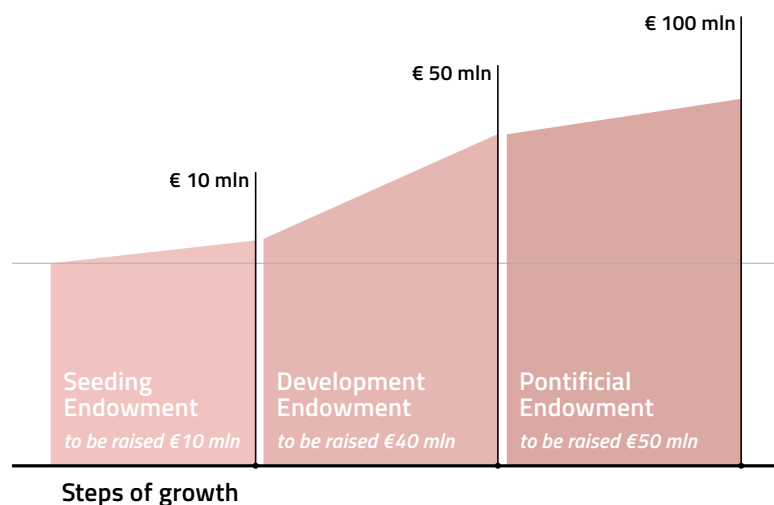 € 100 mln
€ 50 mln
€ 10 mln
Seeding
Endowment
to be raised €10 mln
Development
Endowment
to be raised €40 mln
Pontificial
Endowment
to be raised €50 mln
Steps of growth